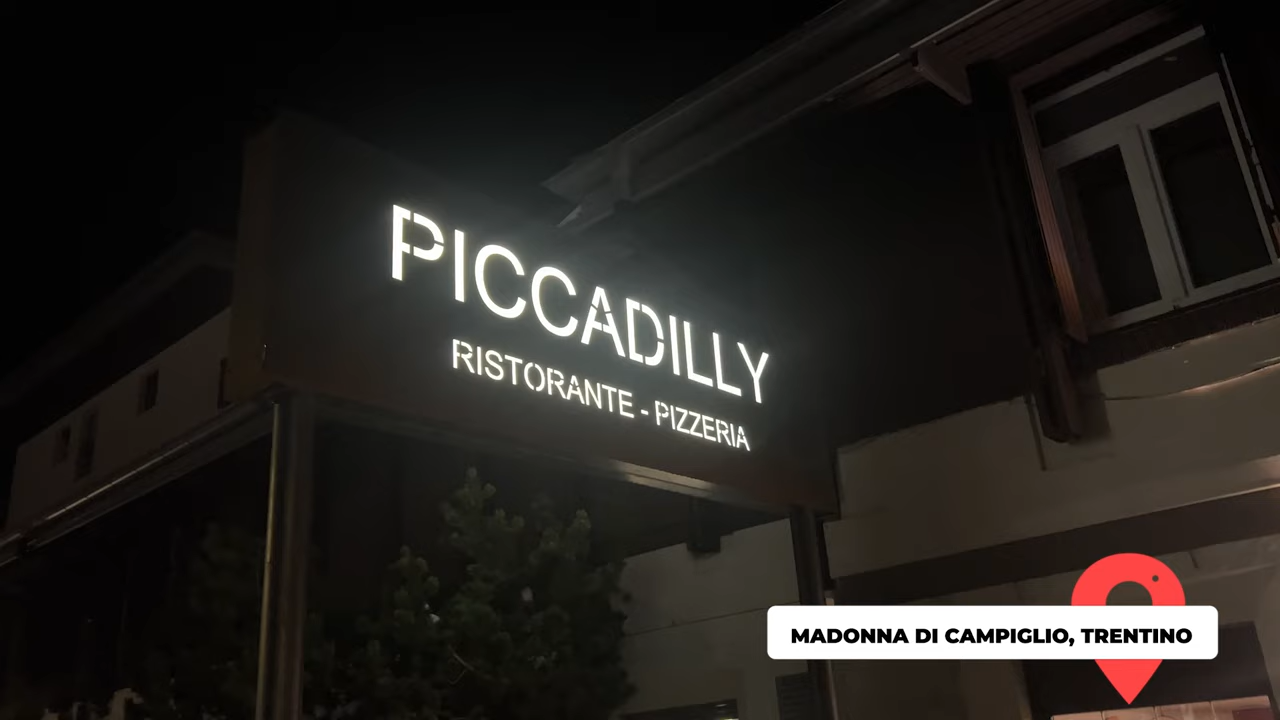 PICCADILLY
RISTORANTE - PIZZERIA
MADONNA DI CAMPIGLIO, TRENTINO